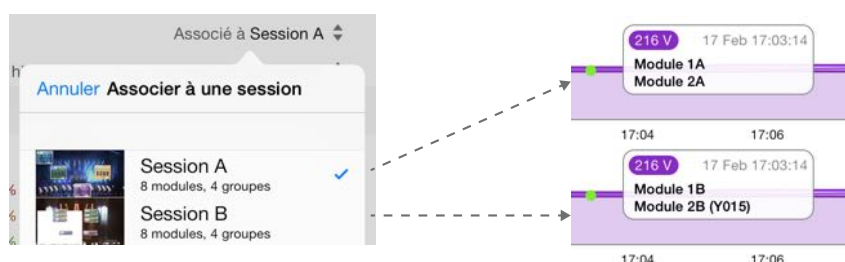 Associé à Session A
Annuler Associer à une session
Session A
8 modules, 4 groupes
Session B
8 modules, 4 groupes
216 V 17 Feb 17:03:14
Module 1A
Module 2A
17:04 17:06
216 V 17 Feb 17:03:14
Module 1B
Module 2B (Y015)
17:04 17:06